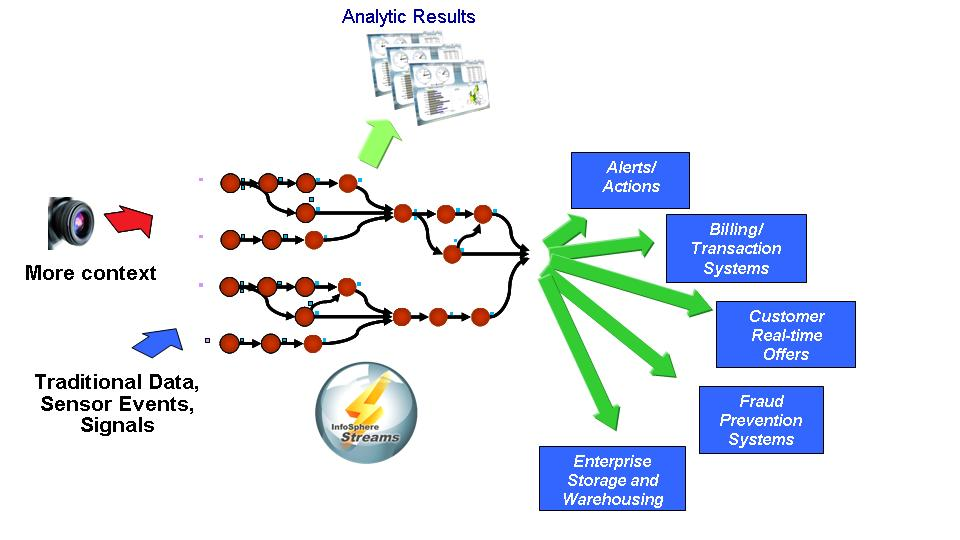 Analytic Results
More context
Traditional Data,
Sensor Events,
Signals
InfoSphere
Streams
Alerts/
Actions
Billing/
Transaction
Systems
Customer
Real-time
Offers
Fraud
Prevention
Systems
Enterprise
Storage and
Warehousing